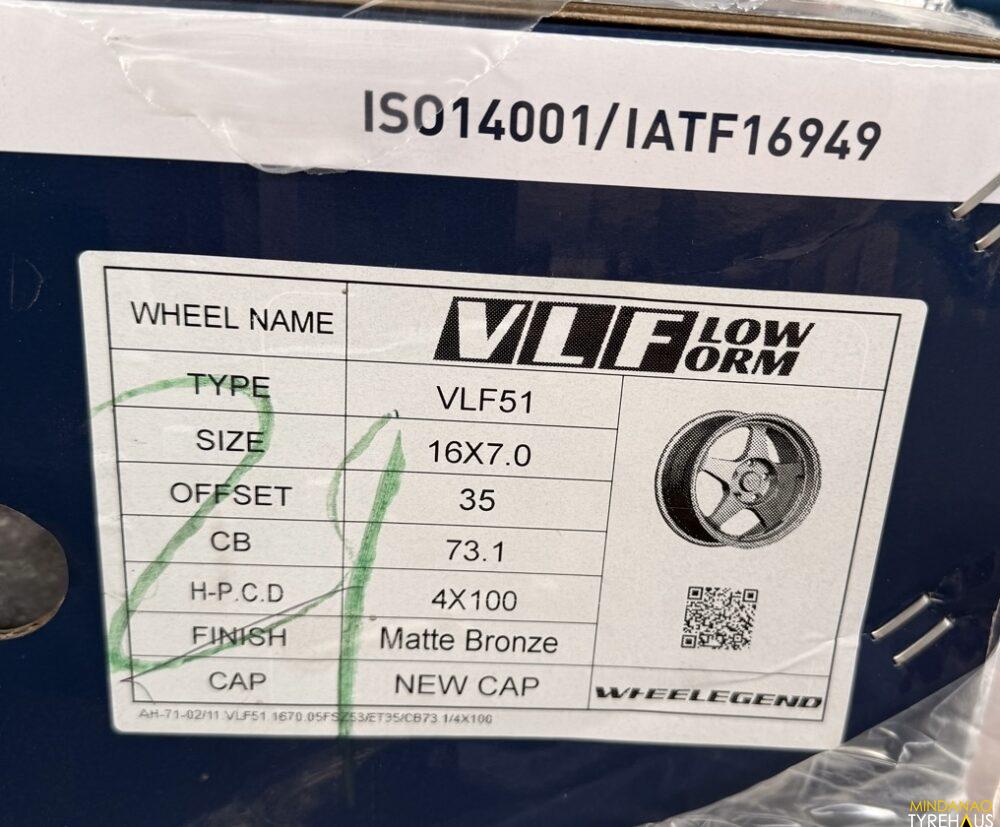 ISO14001/IATF16949
WHEEL NAME VLF LOW FORM
TYPE VLF51
SIZE 16X7.0
OFFSET 35
CB 73.1
H-P.C.D 4X100
FINISH Matte Bronze
CAP NEW CAP
WHEELEGEND
21
MINDANAO
TYREHAUS